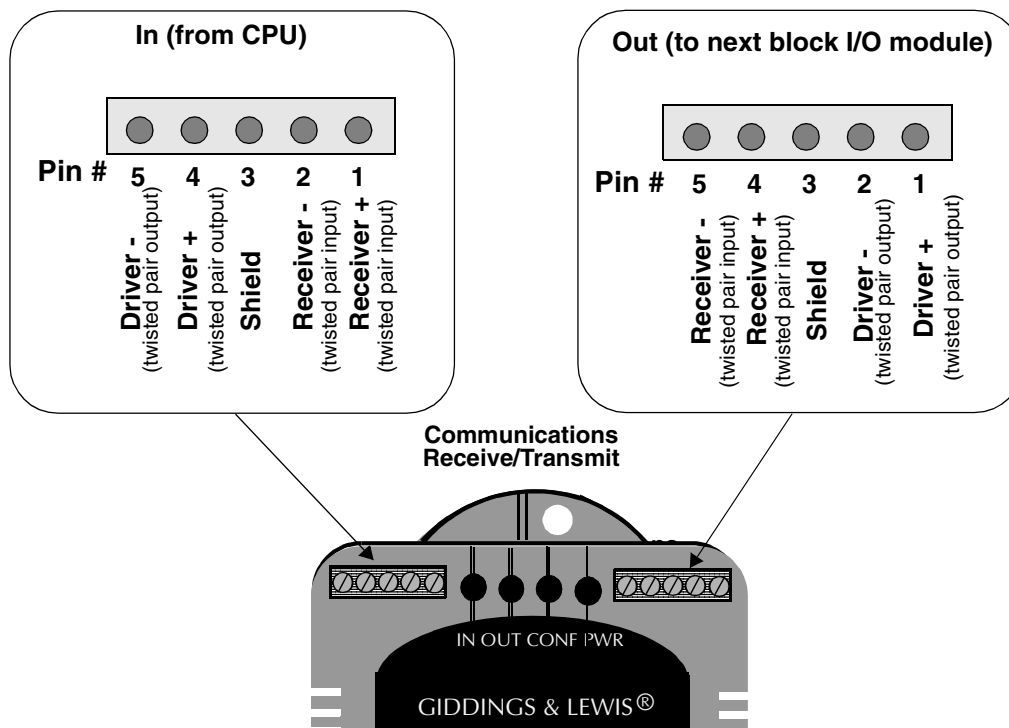 In (from CPU)
Pin #
5 4 3 2 1
Driver -
(twisted pair output)
Driver +
(twisted pair output)
Shield
Receiver -
(twisted pair input)
Receiver +
(twisted pair input)
Out (to next block I/O module)
Pin #
5 4 3 2 1
Receiver -
(twisted pair input)
Receiver +
(twisted pair input)
Shield
Driver -
(twisted pair output)
Driver +
(twisted pair output)
Communications
Receive/Transmit
IN OUT CONF PWR
GIDDINGS & LEWIS®